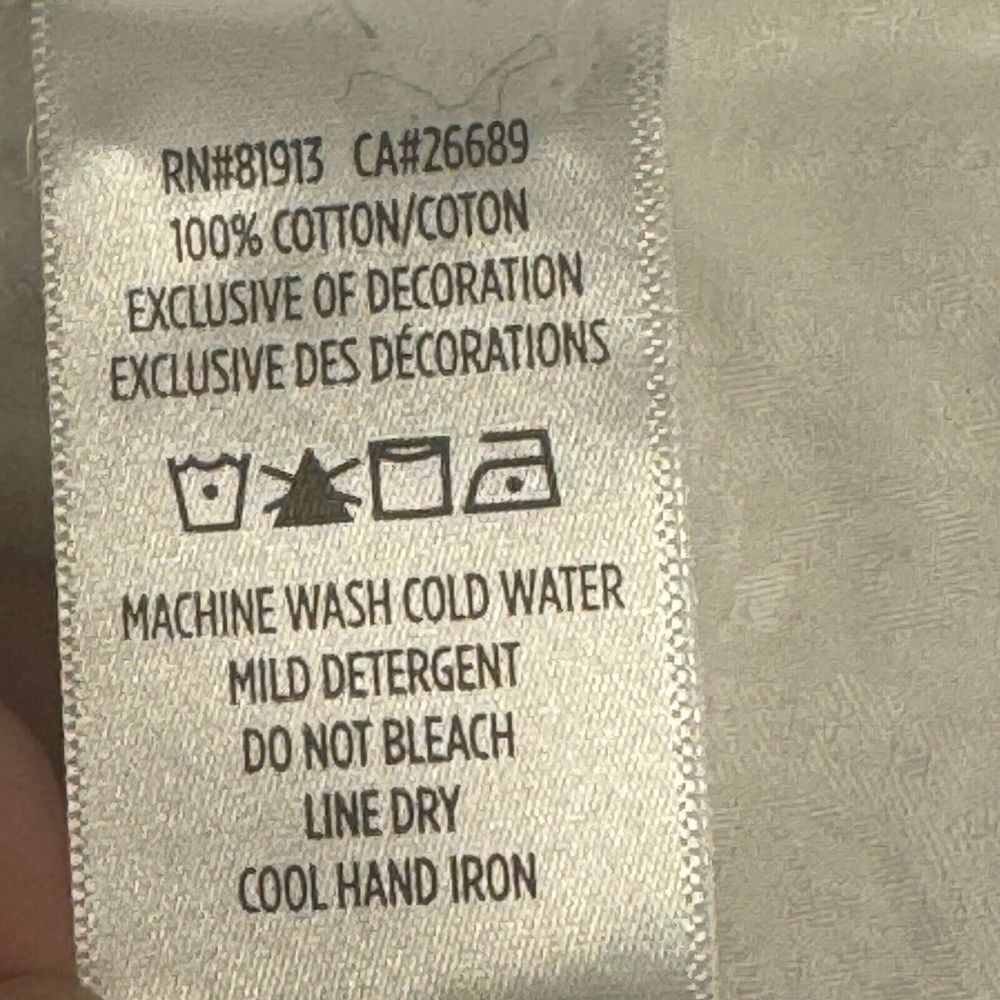 RN#81913 CA#26689
100% COTTON/COTON
EXCLUSIVE OF DECORATION
EXCLUSIVE DES DÉCORATIONS
MACHINE WASH COLD WATER
MILD DETERGENT
DO NOT BLEACH
LINE DRY
COOL HAND IRON